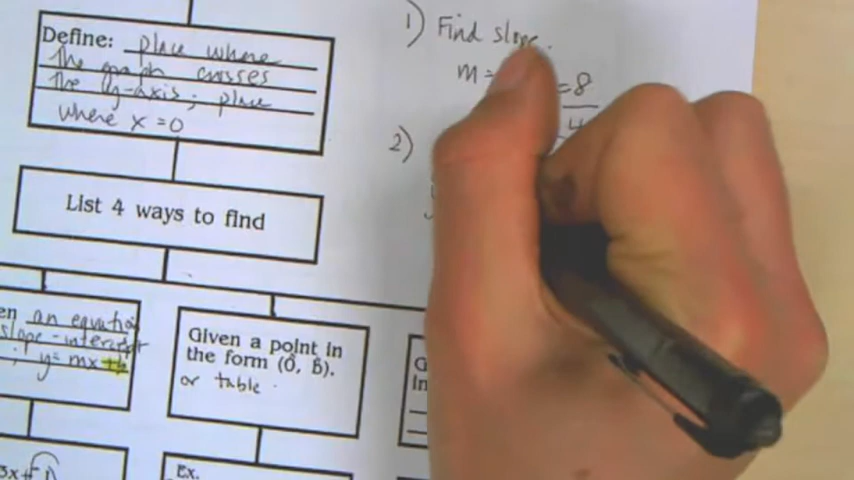 Define: place where
the graph crosses
the y-axis; place
where x = 0
List 4 ways to find
an equation
slope-intercept
; y = mx + b
Given a point in
the form (0, B).
or table.
Ex.
1) Find slope.
m =
= 8
4
2)